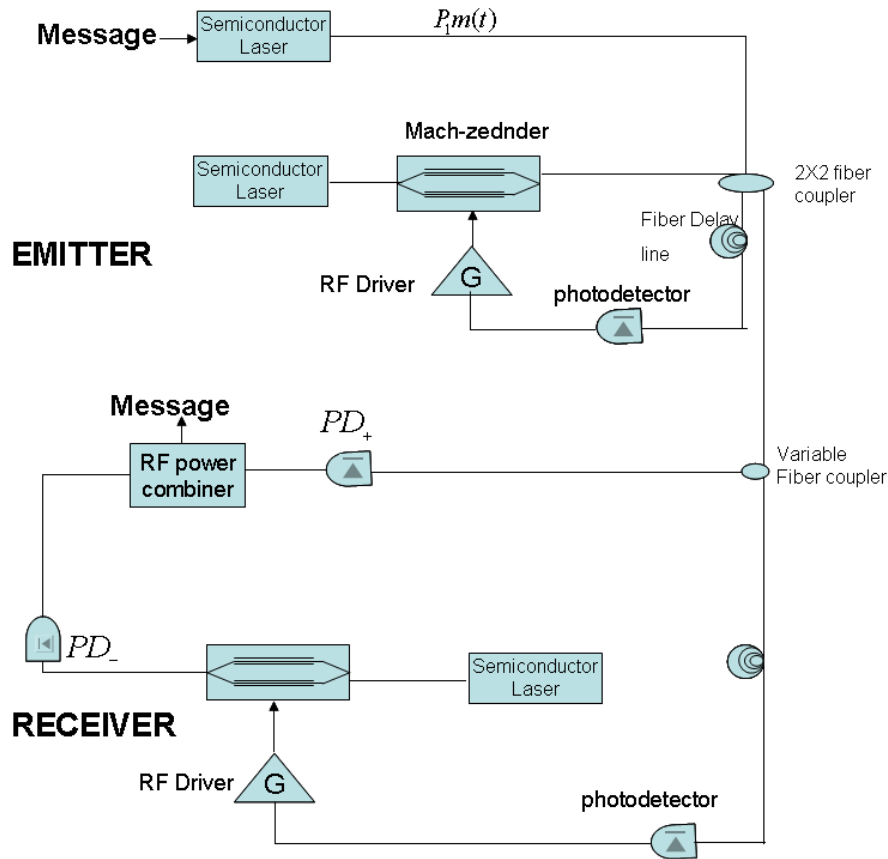 Message
Semiconductor
Laser
P₁m(t)
Mach-zednder
Semiconductor
Laser
2X2 fiber
coupler
Fiber Delay
line
EMITTER
RF Driver
G
photodetector
Message
PD₊
RF power
combiner
Variable
Fiber coupler
PD₋
Semiconductor
Laser
RECEIVER
RF Driver
G
photodetector